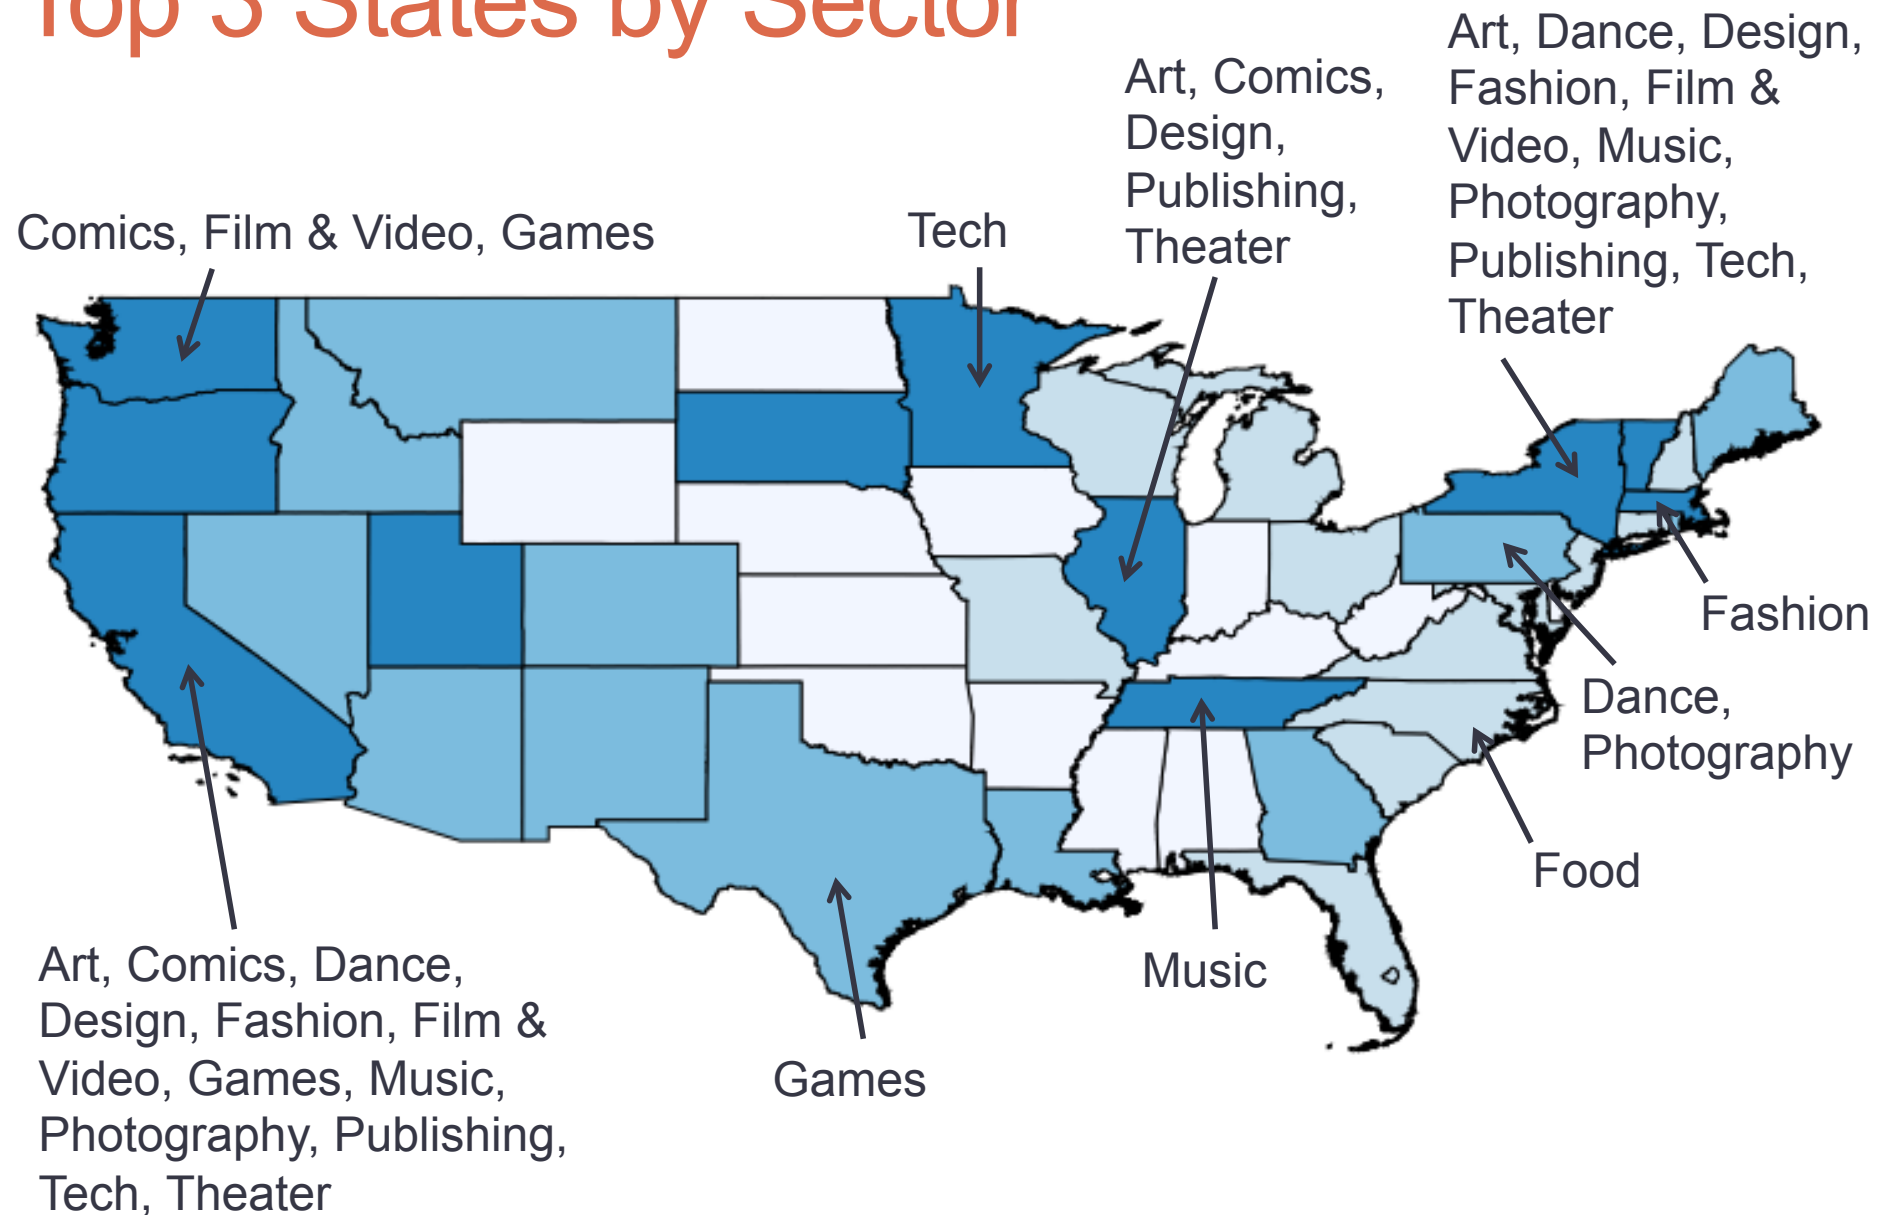 Top 3 States by Sector
Art, Dance, Design,
Fashion, Film &
Video, Music,
Photography,
Publishing, Tech,
Theater
Art, Comics,
Design,
Publishing,
Theater
Comics, Film & Video, Games
Tech
Fashion
Dance,
Photography
Food
Music
Games
Art, Comics, Dance,
Design, Fashion, Film &
Video, Games, Music,
Photography, Publishing,
Tech, Theater